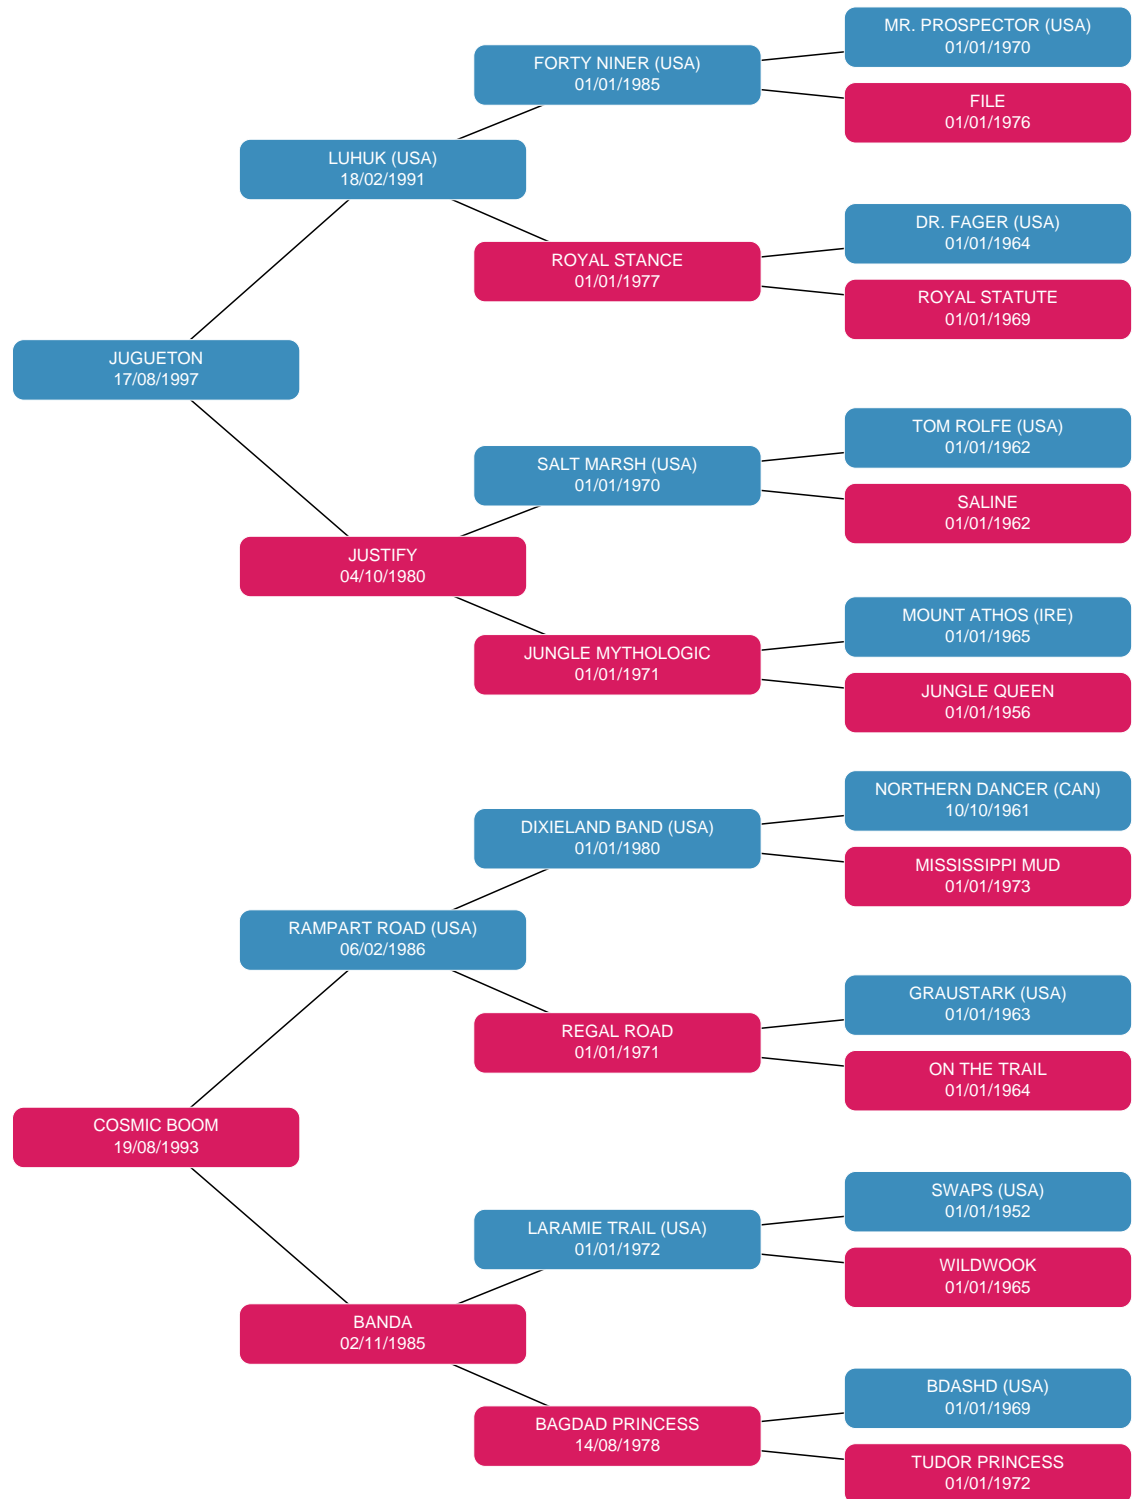 MR. PROSPECTOR (USA)
01/01/1970
FORTY NINER (USA)
01/01/1985
FILE
01/01/1976
LUHUK (USA)
18/02/1991
DR. FAGER (USA)
01/01/1964
ROYAL STANCE
01/01/1977
ROYAL STATUTE
01/01/1969
JUGUETON
17/08/1997
TOM ROLFE (USA)
01/01/1962
SALT MARSH (USA)
01/01/1970
SALINE
01/01/1962
JUSTIFY
04/10/1980
MOUNT ATHOS (IRE)
01/01/1965
JUNGLE MYTHOLOGIC
01/01/1971
JUNGLE QUEEN
01/01/1956
NORTHERN DANCER (CAN)
10/10/1961
DIXIELAND BAND (USA)
01/01/1980
MISSISSIPPI MUD
01/01/1973
RAMPART ROAD (USA)
06/02/1986
GRAUSTARK (USA)
01/01/1963
REGAL ROAD
01/01/1971
ON THE TRAIL
01/01/1964
COSMIC BOOM
19/08/1993
SWAPS (USA)
01/01/1952
LARAMIE TRAIL (USA)
01/01/1972
WILDWOOK
01/01/1965
BANDA
02/11/1985
BDASHD (USA)
01/01/1969
BAGDAD PRINCESS
14/08/1978
TUDOR PRINCESS
01/01/1972